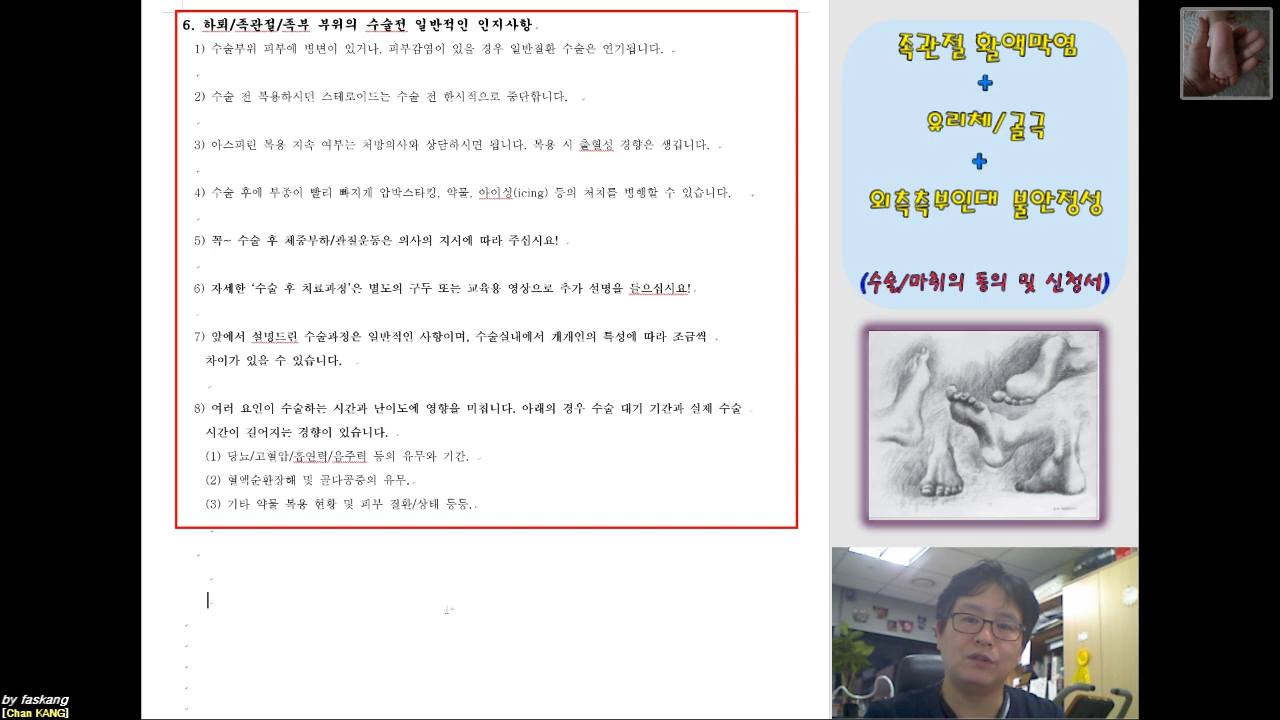 6. 하퇴/족관절/족부 부위의 수술전 일반적인 인지사항
1) 수술부위 피부에 병변이 있거나, 피부감염이 있을 경우 일반질환 수술은 연기됩니다.
2) 수술 전 복용하시던 스테로이드는 수술 전 한시적으로 중단합니다.
3) 아스피린 복용 지속 여부는 처방의사와 상담하시면 됩니다. 복용 시 출혈성 경향은 생깁니다.
4) 수술 후에 부종이 빨리 빠지게 압박스타킹, 약물, 아이싱(icing) 등의 처치를 병행할 수 있습니다.
5) 꼭~ 수술 후 체중부하/관절운동은 의사의 지시에 따라 주십시요!
6) 자세한 '수술 후 치료과정'은 별도의 구두 또는 교육용 영상으로 추가 설명을 들으십시요!
7) 앞에서 설명드린 수술과정은 일반적인 사항이며, 수술실내에서 개개인의 특성에 따라 조금씩
차이가 있을 수 있습니다.
8) 여러 요인이 수술하는 시간과 난이도에 영향을 미칩니다. 아래의 경우 수술 대기 기간과 실제 수술
시간이 길어지는 경향이 있습니다.
(1) 당뇨/고혈압/흡연력/음주력 등의 유무와 기간.
(2) 혈액순환장해 및 골다공증의 유무.
(3) 기타 약물 복용 현황 및 피부 질환/상태 등등.
족관절 활액막염
+
유리체/골극
+
외측측부인대 불안정성
(수술/마취의 동의 및 신청서)
by faskang
[Chan KANG]